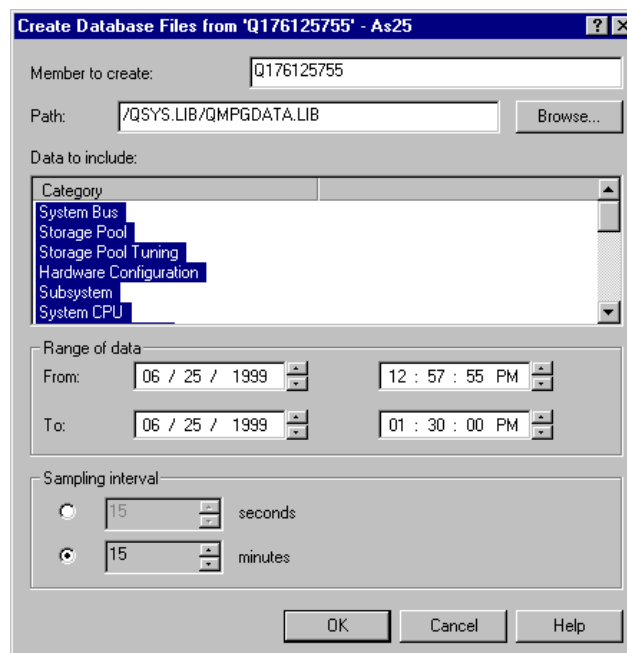 Create Database Files from 'Q176125755' - As25
Member to create: Q176125755
Path: /QSYS.LIB/QMPGDATA.LIB Browse...
Data to include:
Category
System Bus
Storage Pool
Storage Pool Tuning
Hardware Configuration
Subsystem
System CPU
Range of data
From: 06 / 25 / 1999 12 : 57 : 55 PM
To: 06 / 25 / 1999 01 : 30 : 00 PM
Sampling interval
15 seconds
15 minutes
OK Cancel Help